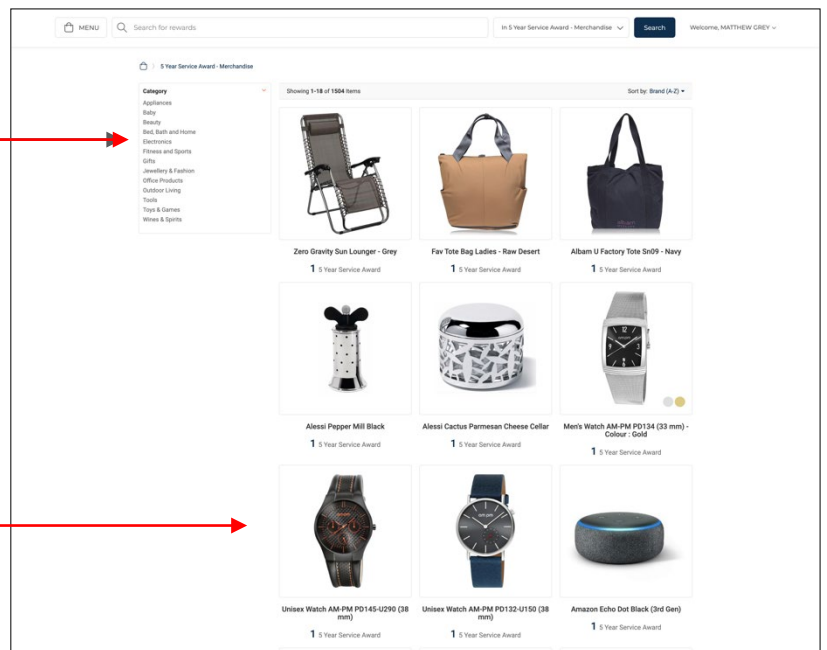 MENU
Search for rewards
in 5 Year Service Award - Merchandise
Search
Welcome, MATTHEW GREY
5 Year Service Award - Merchandise
Category
Appliances
Baby
Beauty
Bed, Bath and Home
Electronics
Fitness and Sports
Gifts
Jewellery & Fashion
Office Products
Outdoor Living
Tools
Toys & Games
Wines & Spirits
Showing 1-18 of 1504 items
Sort by: Brand (A-Z)
Zero Gravity Sun Lounger - Grey
1 5 Year Service Award
Fav Tote Bag Ladies - Raw Desert
1 5 Year Service Award
Albam U Factory Tote Sn09 - Navy
1 5 Year Service Award
Alessi Pepper Mill Black
1 5 Year Service Award
Alessi Cactus Parmesan Cheese Cellar
1 5 Year Service Award
Men's Watch AM-PM PD134 (33 mm) -
Colour : Gold
1 5 Year Service Award
Unisex Watch AM-PM PD145-U290 (38
mm)
1 5 Year Service Award
Unisex Watch AM-PM PD132-U150 (38
mm)
1 5 Year Service Award
Amazon Echo Dot Black (3rd Gen)
1 5 Year Service Award